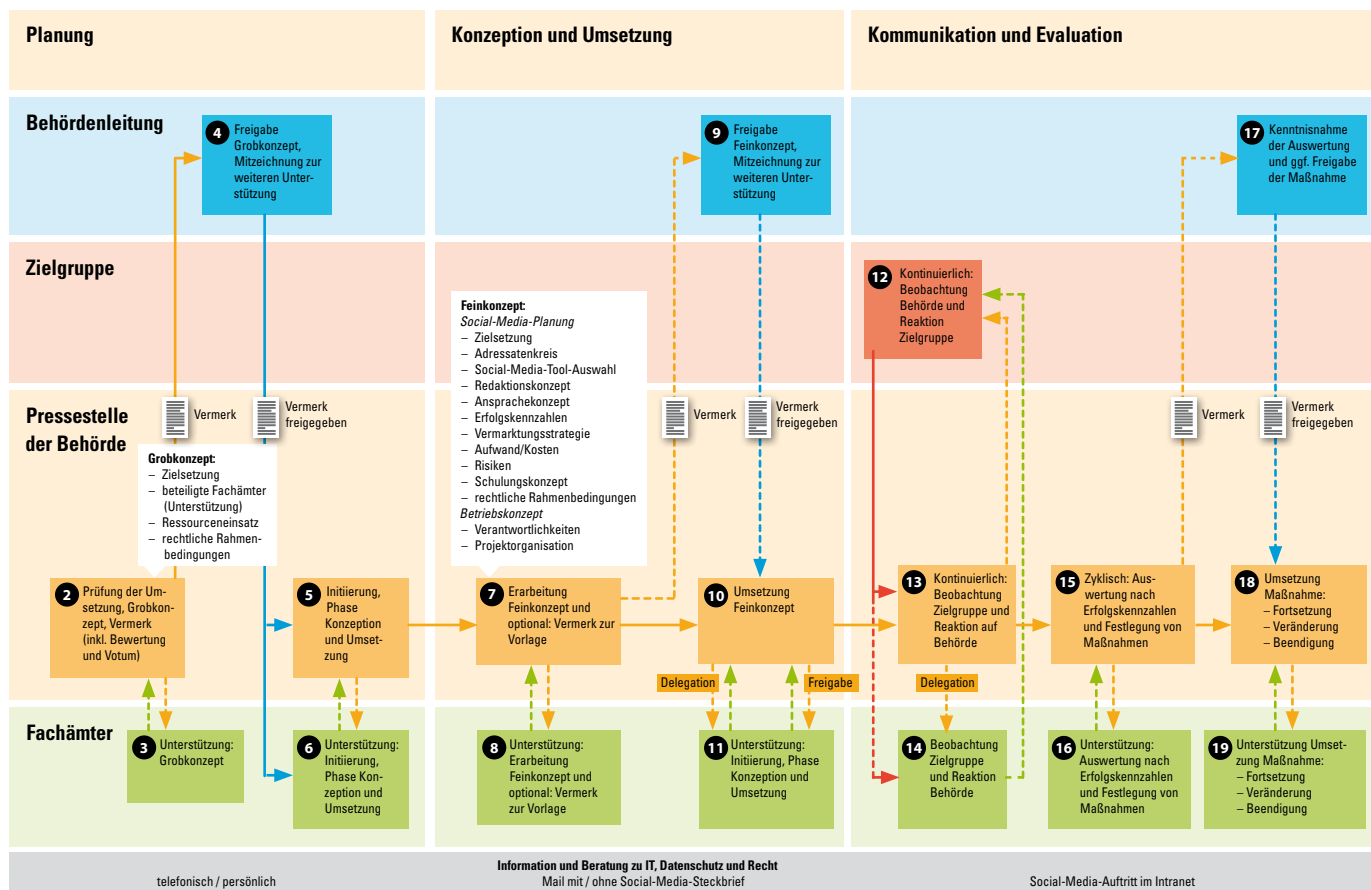 Planung
Konzeption und Umsetzung
Kommunikation und Evaluation
Behördenleitung
4
Freigabe
Grobkonzept,
Mitzeichnung zur
weiteren Unter-
stützung
9
Freigabe
Feinkonzept,
Mitzeichnung zur
weiteren Unter-
stützung
17
Kenntnisnahme
der Auswertung
und ggf. Freigabe
der Maßnahme
Zielgruppe
12
Kontinuierlich:
Beobachtung
Behörde und
Reaktion
Zielgruppe
Pressestelle
der Behörde
Vermerk
Vermerk
freigegeben
Grobkonzept:
– Zielsetzung
– beteiligte Fachämter
(Unterstützung)
– Ressourceneinsatz
– rechtliche Rahmen-
bedingungen
Feinkonzept:
Social-Media-Planung
– Zielsetzung
– Adressatenkreis
– Social-Media-Tool-Auswahl
– Redaktionskonzept
– Ansprachekonzept
– Erfolgskennzahlen
– Vermarktungsstrategie
– Aufwand/Kosten
– Risiken
– Schulungskonzept
– rechtliche Rahmenbedingungen
Betriebskonzept
– Verantwortlichkeiten
– Projektorganisation
Vermerk
Vermerk
freigegeben
Vermerk
Vermerk
freigegeben
2
Prüfung der Um-
setzung, Grobkon-
zept, Vermerk
(inkl. Bewertung
und Votum)
5
Initiierung,
Phase
Konzeption
und Umset-
zung
7
Erarbeitung
Feinkonzept und
optional: Vermerk zur
Vorlage
10
Umsetzung
Feinkonzept
13
Kontinuierlich:
Beobachtung
Zielgruppe und
Reaktion auf
Behörde
15
Zyklisch: Aus-
wertung nach
Erfolgskennzahlen
und Festlegung von
Maßnahmen
18
Umsetzung
Maßnahme:
– Fortsetzung
– Veränderung
– Beendigung
Delegation
Freigabe
Delegation
Fachämter
3
Unterstützung:
Grobkonzept
6
Unterstützung:
Initiierung,
Phase Kon-
zeption und
Umsetzung
8
Unterstützung:
Erarbeitung
Feinkonzept und
optional: Vermerk
zur Vorlage
11
Unterstützung:
Initiierung, Phase
Konzeption und
Umsetzung
14
Beobachtung
Zielgruppe
und Reaktion
Behörde
16
Unterstützung:
Auswertung nach
Erfolgskennzahlen
und Festlegung von
Maßnahmen
19
Unterstützung Umset-
zung Maßnahme:
– Fortsetzung
– Veränderung
– Beendigung
Information und Beratung zu IT, Datenschutz und Recht
telefonisch / persönlich
Mail mit / ohne Social-Media-Steckbrief
Social-Media-Auftritt im Intranet